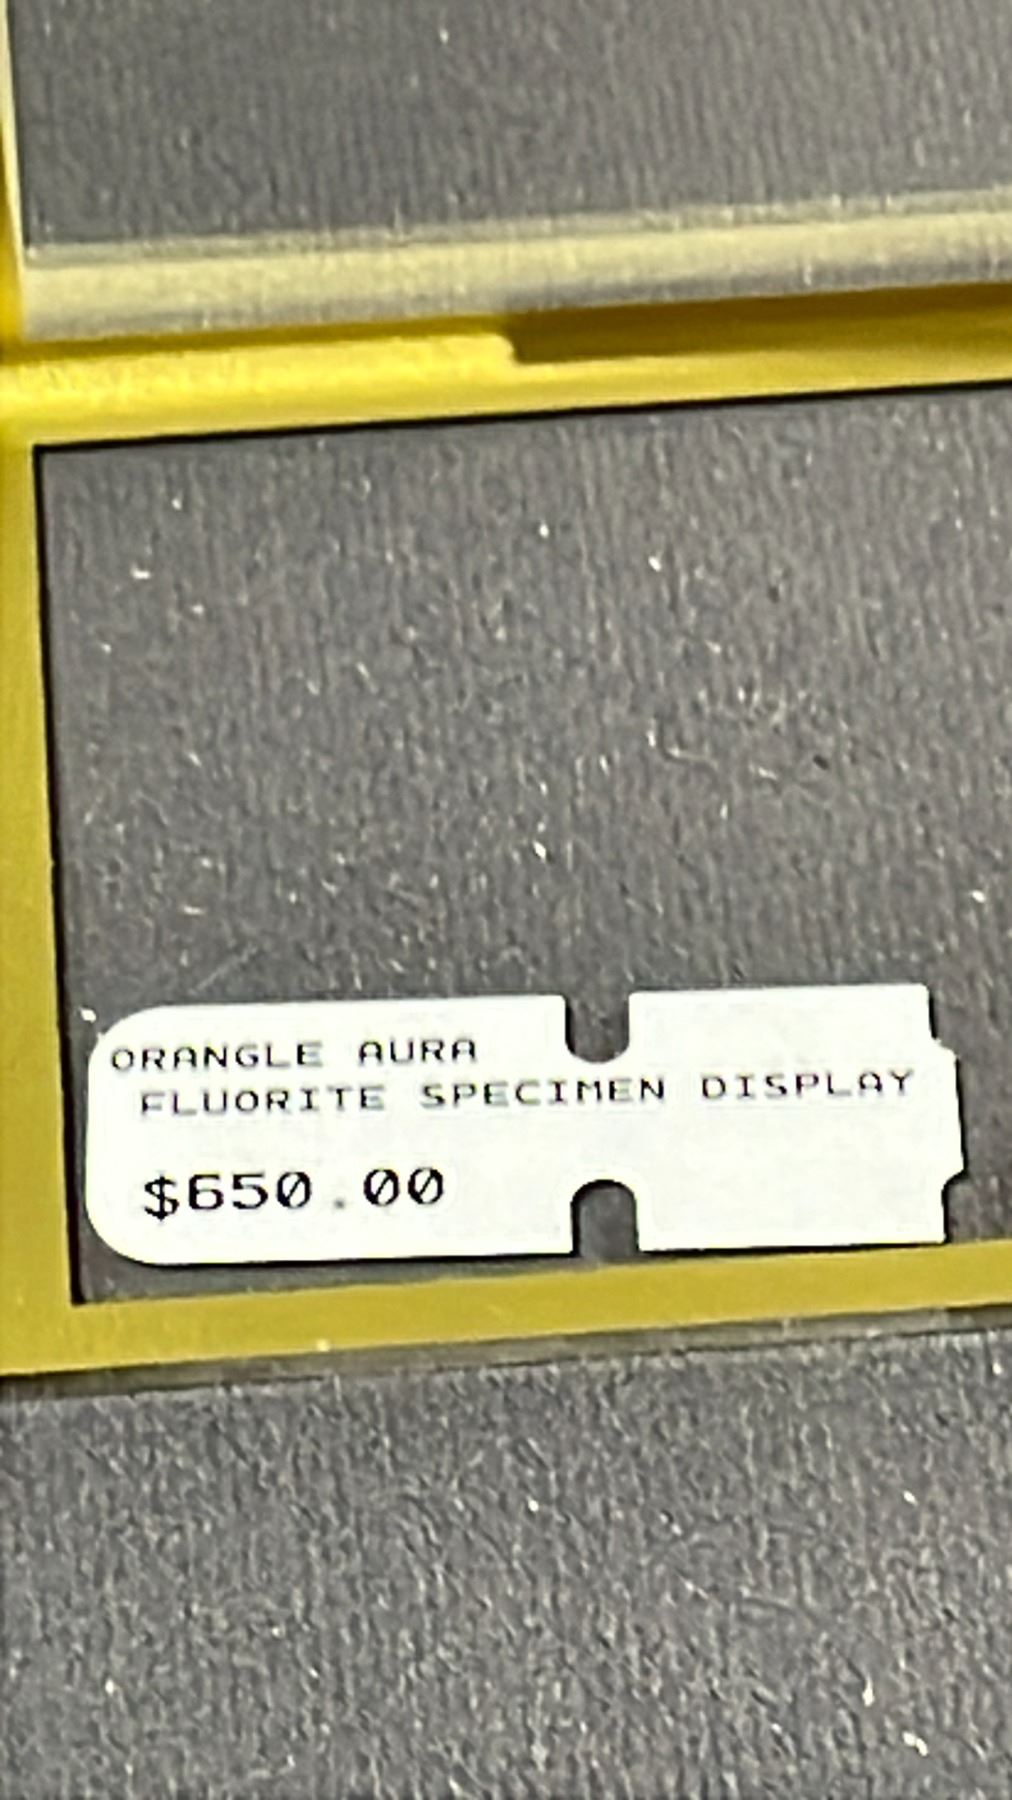 ORANGLE AURA
FLUORITE SPECIMEN DISPLAY
$650.00